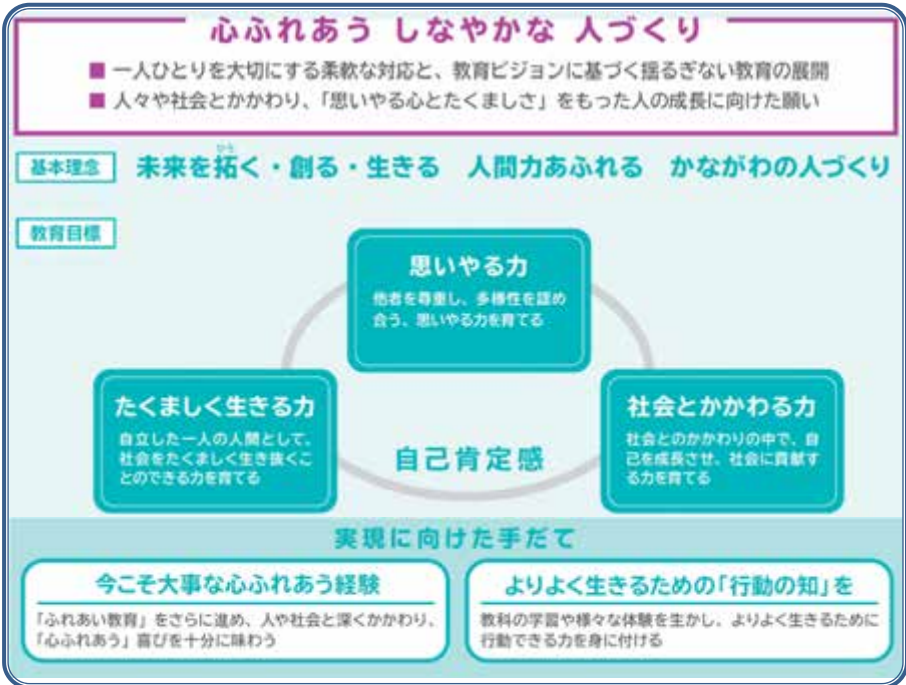 心ふれあう しなやかな 人づくり
■ 一人ひとりを大切にする柔軟な対応と、教育ビジョンに基づく揺るぎない教育の展開
■ 人々や社会とかかわり、「思いやる心とたくましさ」をもった人の成長に向けた願い
基本理念 未来を拓く・創る・生きる 人間力あふれる かながわの人づくり
ひら
教育目標
思いやる力
他者を尊重し、多様性を認め
合う、思いやる力を育てる
たくましく生きる力
自立した一人の人間として、
社会をたくましく生き抜くこ
とのできる力を育てる
自己肯定感
社会とかかわる力
社会とのかかわりの中で、自
己を成長させ、社会に貢献す
る力を育てる
実現に向けた手だて
今こそ大事な心ふれあう経験
「ふれあい教育」をさらに進め、人や社会と深くかかわり、
「心ふれあう」喜びを十分に味わう
よりよく生きるための「行動の知」を
教科の学習や様々な体験を生かし、よりよく生きるために
行動できる力を身に付ける